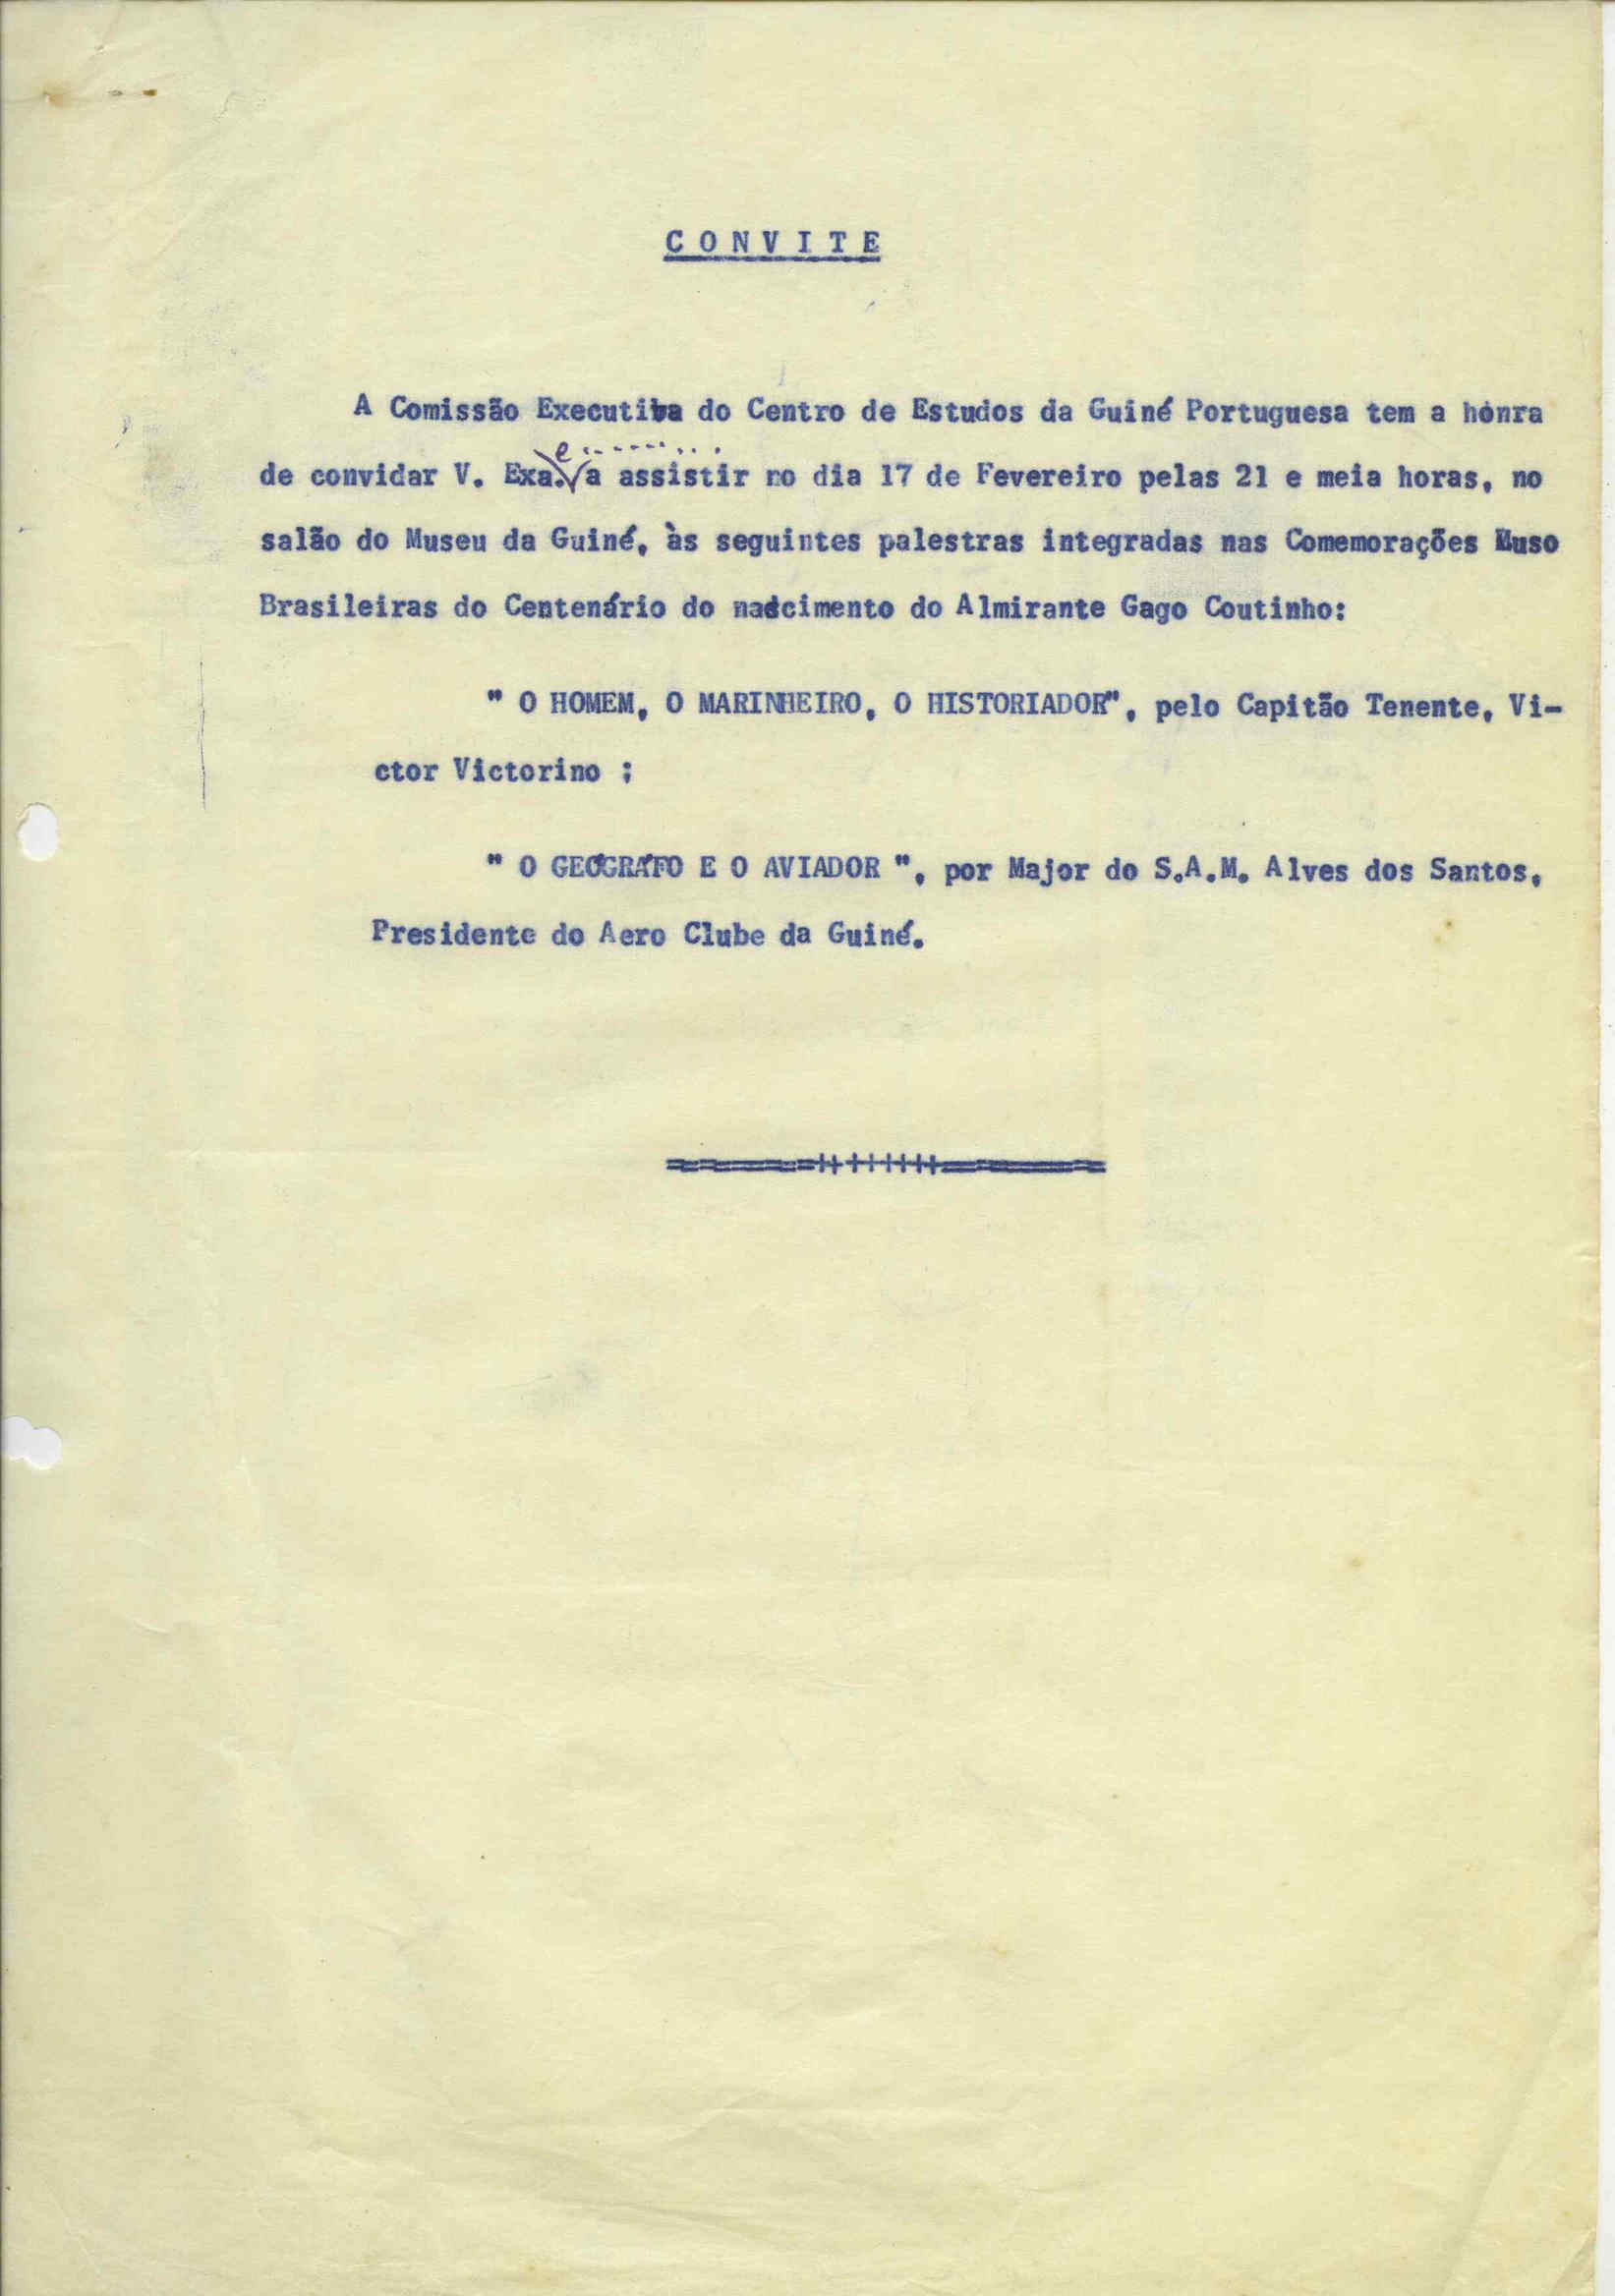 C O N V I T E
A Comissão Executiva do Centro de Estudos da Guiné Portuguesa tem a honra
e ..........
de convidar V. Exa. a assistir no dia 17 de Fevereiro pelas 21 e meia horas, no
salão do Museu da Guiné, às seguintes palestras integradas nas Comemorações Luso
Brasileiras do Centenário do nascimento do Almirante Gago Coutinho:
" O HOMEM, O MARINHEIRO, O HISTORIADOR", pelo Capitão Tenente, Vi-
ctor Victorino ;
" O GEÓGRAFO E O AVIADOR ", por Major do S.A.M. Alves dos Santos,
Presidente do Aero Clube da Guiné.